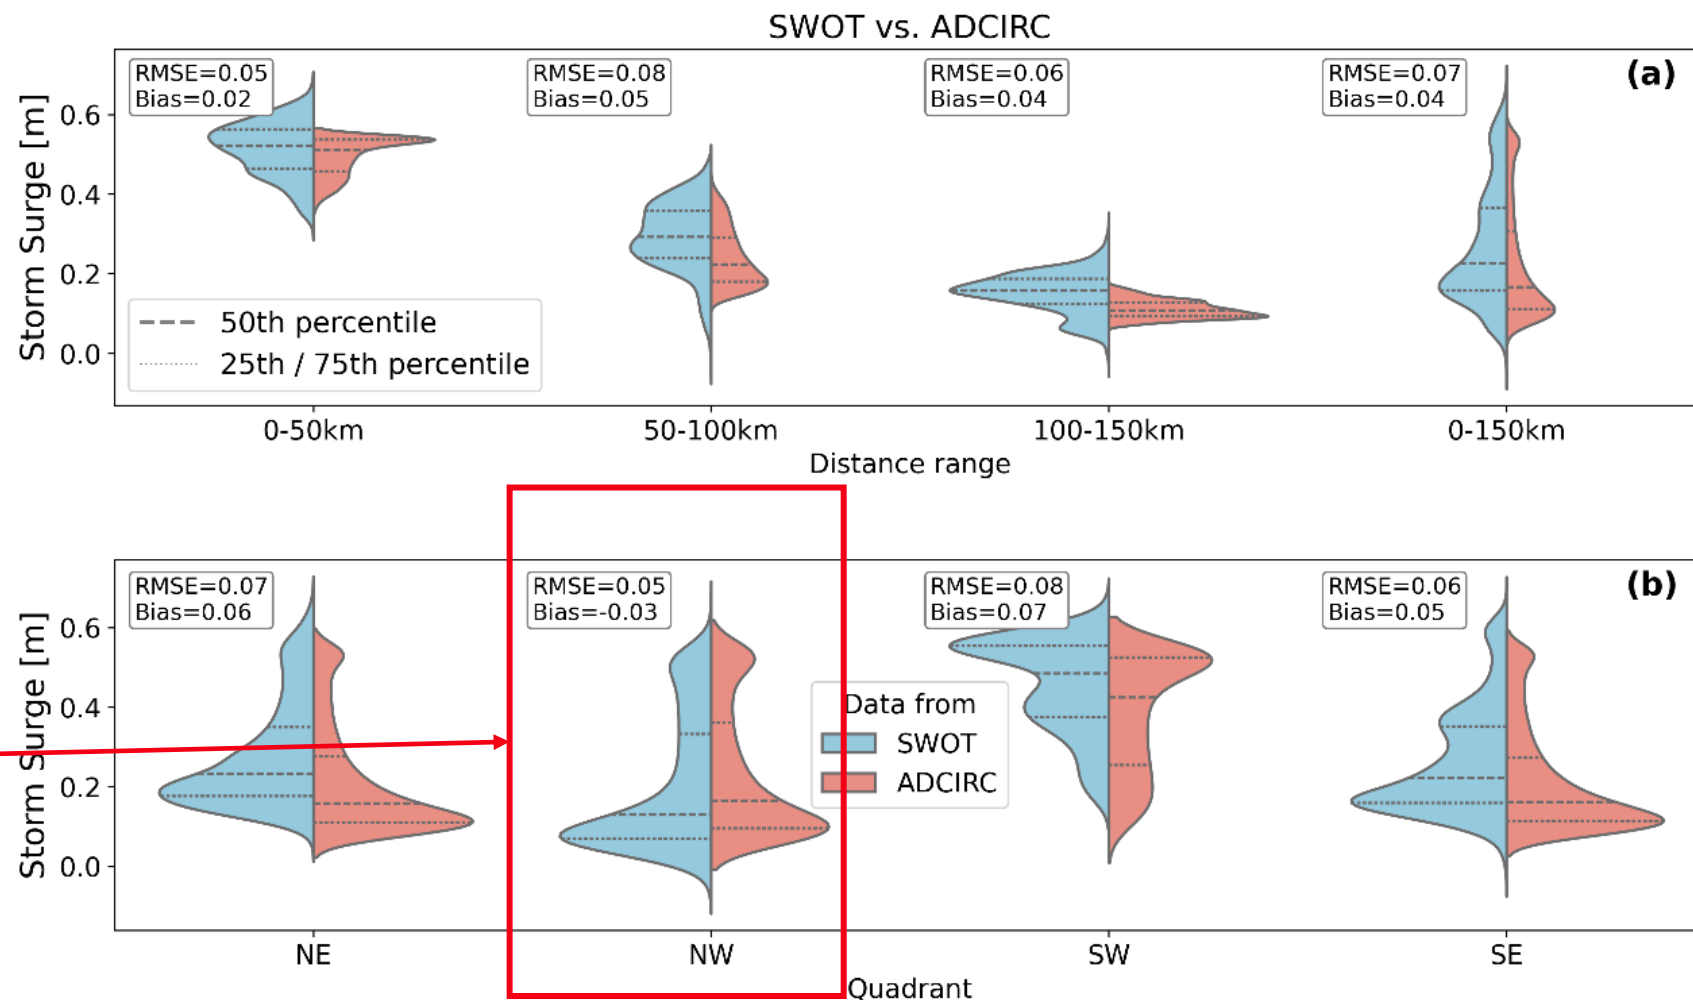 SWOT vs. ADCIRC
RMSE=0.05
Bias=0.02
RMSE=0.08
Bias=0.05
RMSE=0.06
Bias=0.04
RMSE=0.07
Bias=0.04
(a)
Storm Surge [m]
0.6
0.4
0.2
0.0
50th percentile
25th / 75th percentile
0-50km
50-100km
100-150km
0-150km
Distance range
RMSE=0.07
Bias=0.06
RMSE=0.05
Bias=-0.03
RMSE=0.08
Bias=0.07
RMSE=0.06
Bias=0.05
(b)
Storm Surge [m]
0.6
0.4
0.2
0.0
Data from
SWOT
ADCIRC
NE
NW
SW
SE
Quadrant